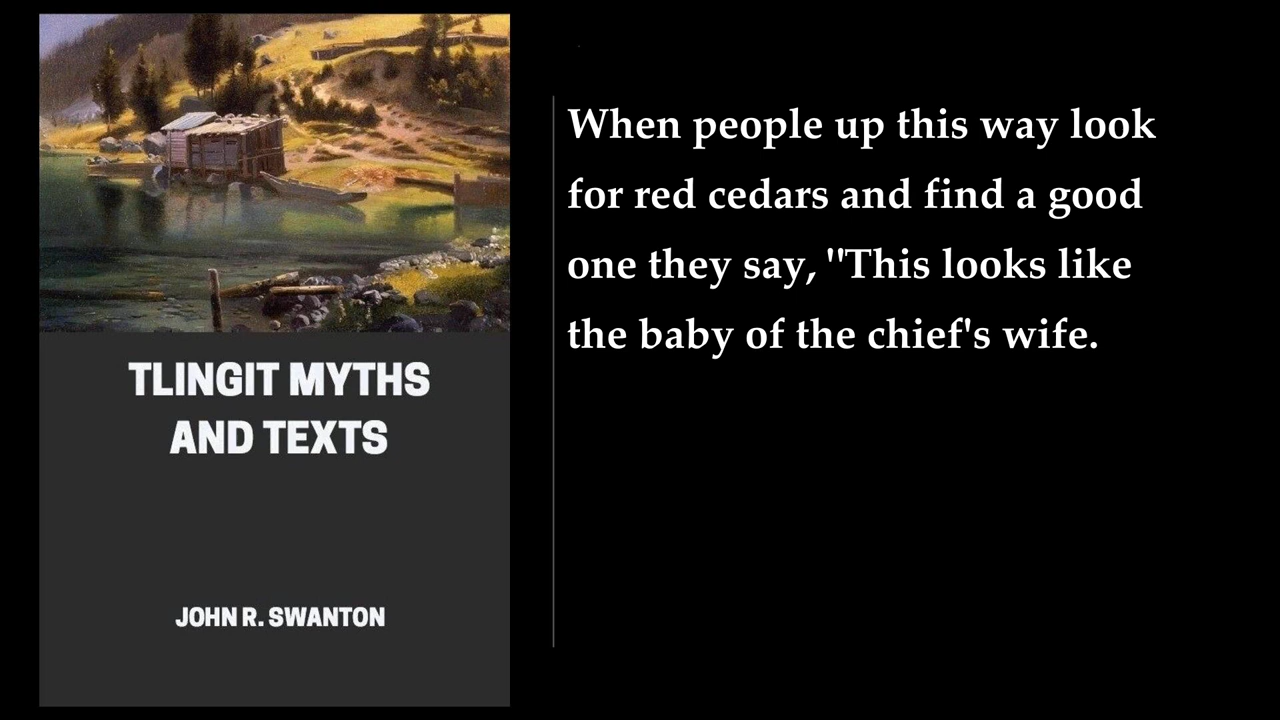 TLINGIT MYTHS
AND TEXTS
JOHN R. SWANTON
When people up this way look
for red cedars and find a good
one they say, "This looks like
the baby of the chief's wife.